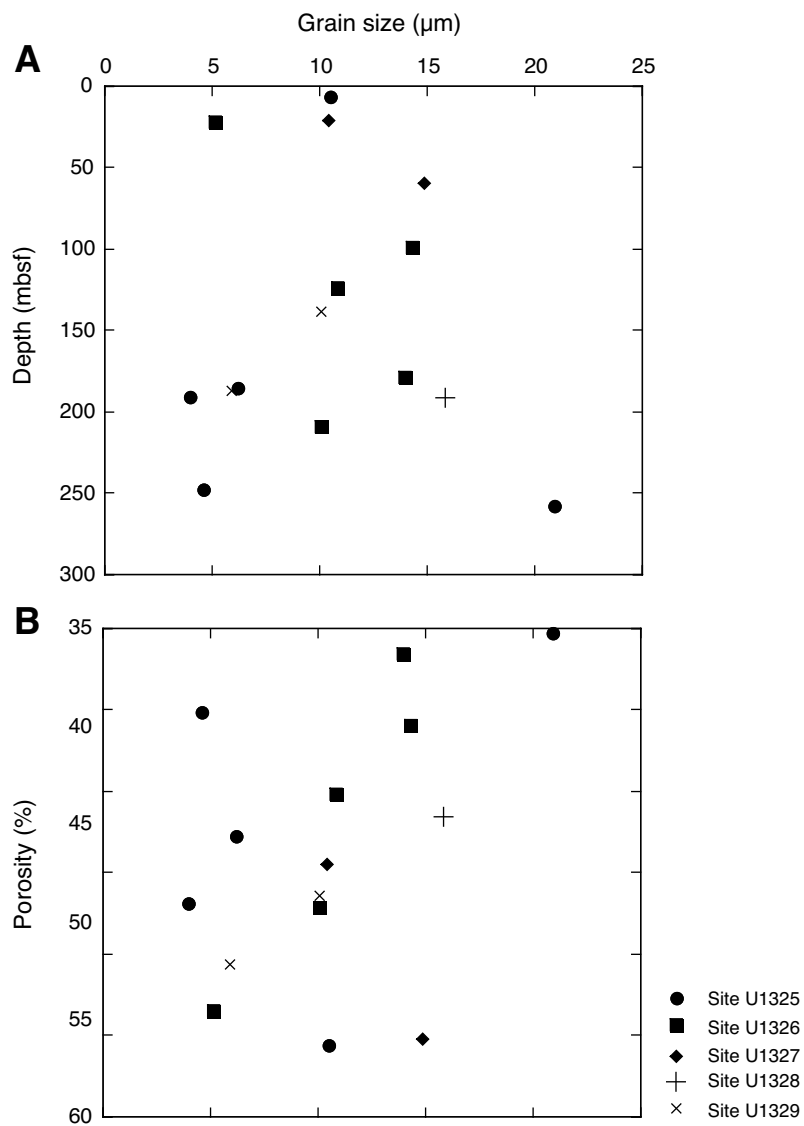 Grain size (µm)
A
0 5 10 15 20 25
0
50
100
150
200
250
300
Depth (mbsf)
B
35
40
45
50
55
60
Porosity (%)
Site U1325
Site U1326
Site U1327
Site U1328
Site U1329